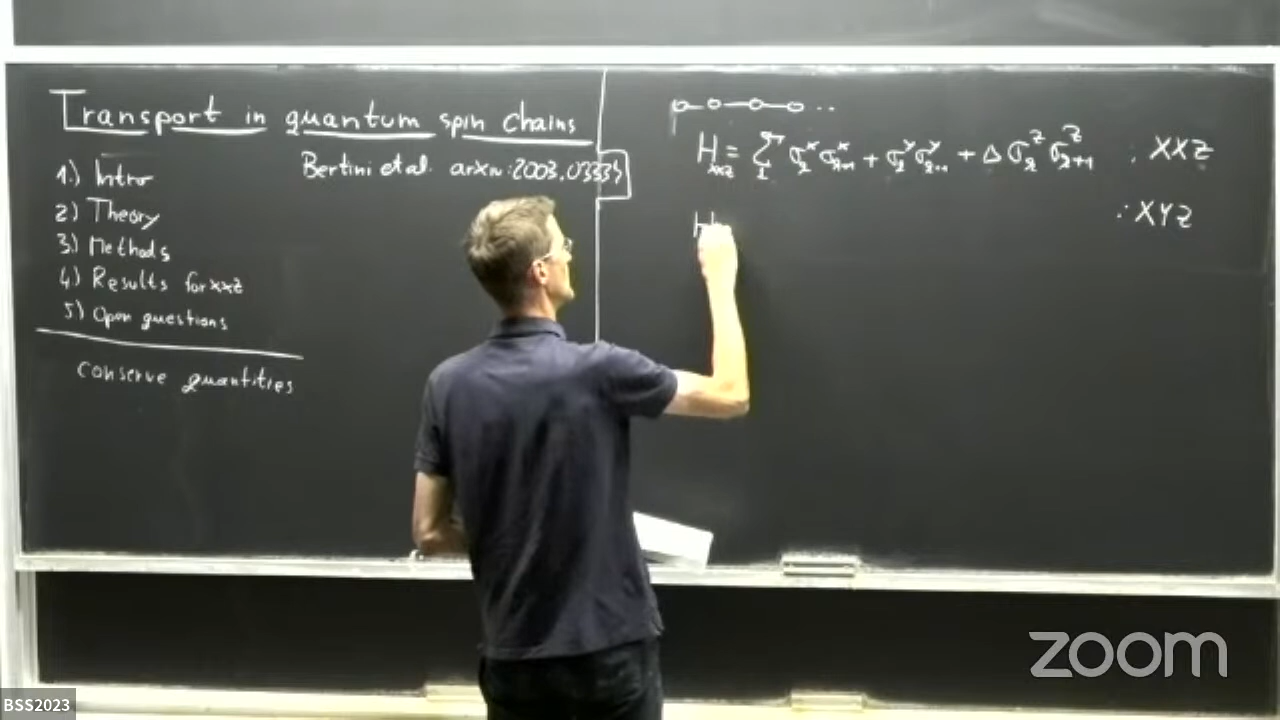 Transport in quantum spin chains
Bertini et al. arxiv:2003.03334
1.) Intro
2) Theory
3.) Methods
4.) Results for xxz
5) Open questions
conserve quantities
H_xxz = Σ σ^x σ^x + σ^y σ^y + Δ σ^z σ^z : XXZ
∴ XYZ
H
zoom
BSS2023